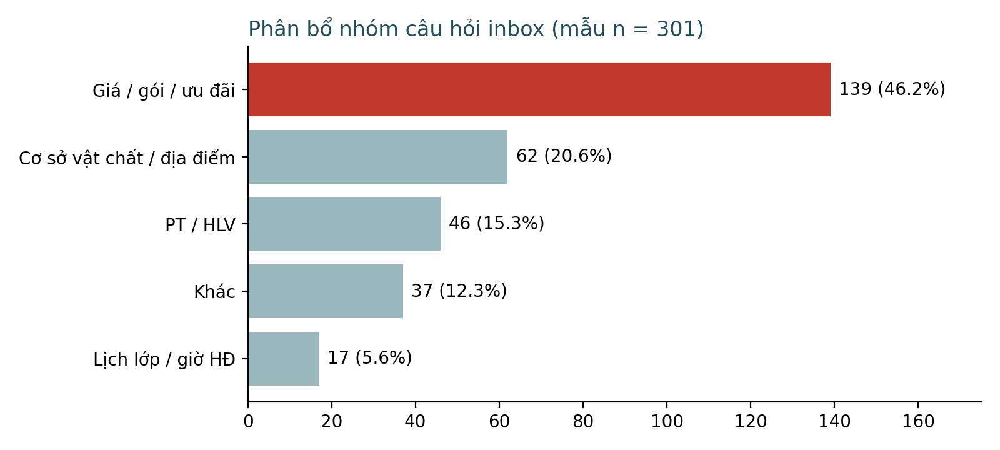 Phân bổ nhóm câu hỏi inbox (mẫu n = 301)
Giá / gói / ưu đãi
139 (46.2%)
Cơ sở vật chất / địa điểm
62 (20.6%)
PT / HLV
46 (15.3%)
Khác
37 (12.3%)
Lịch lớp / giờ HĐ
17 (5.6%)
0 20 40 60 80 100 120 140 160